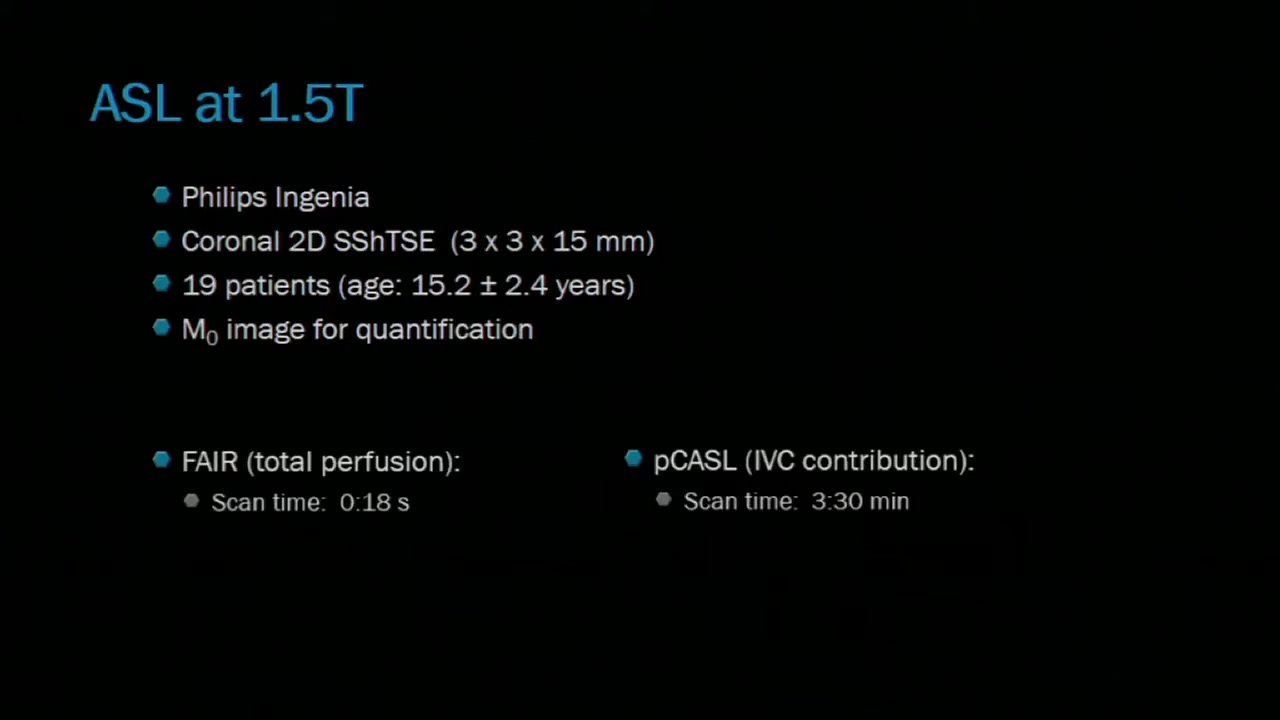 ASL at 1.5T
Philips Ingenia
Coronal 2D SShTSE (3 x 3 x 15 mm)
19 patients (age: 15.2 ± 2.4 years)
M₀ image for quantification
FAIR (total perfusion):
Scan time: 0:18 s
pCASL (IVC contribution):
Scan time: 3:30 min